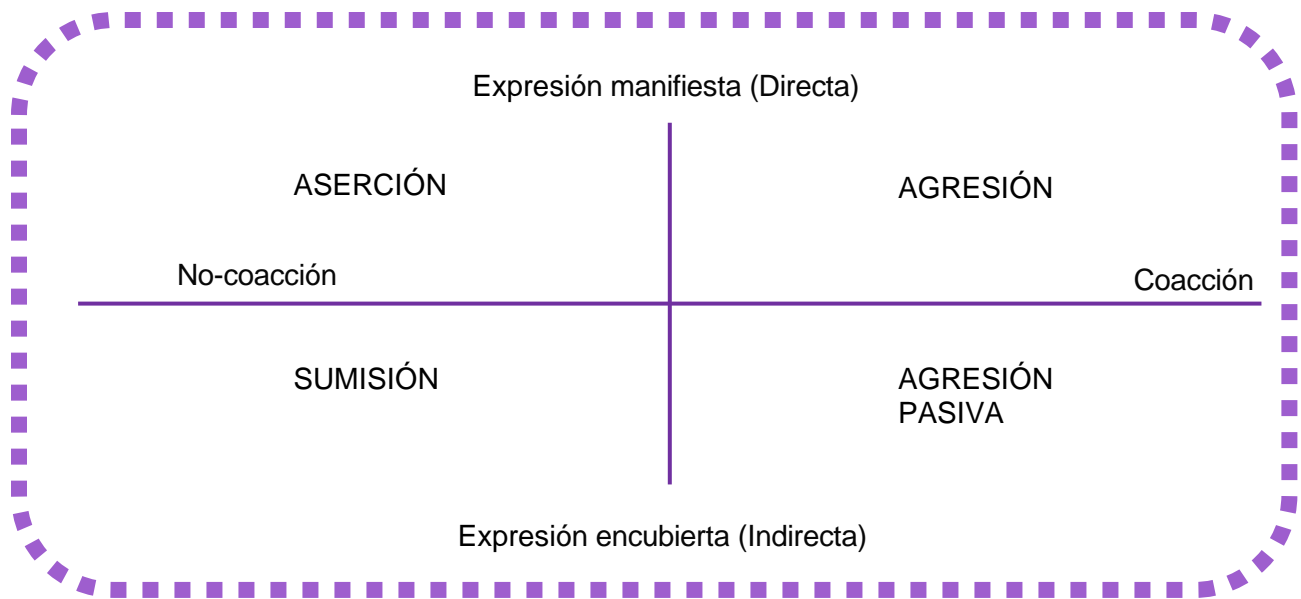 Expresión manifiesta (Directa)
ASERCIÓN
AGRESIÓN
No-coacción
Coacción
SUMISIÓN
AGRESIÓN
PASIVA
Expresión encubierta (Indirecta)